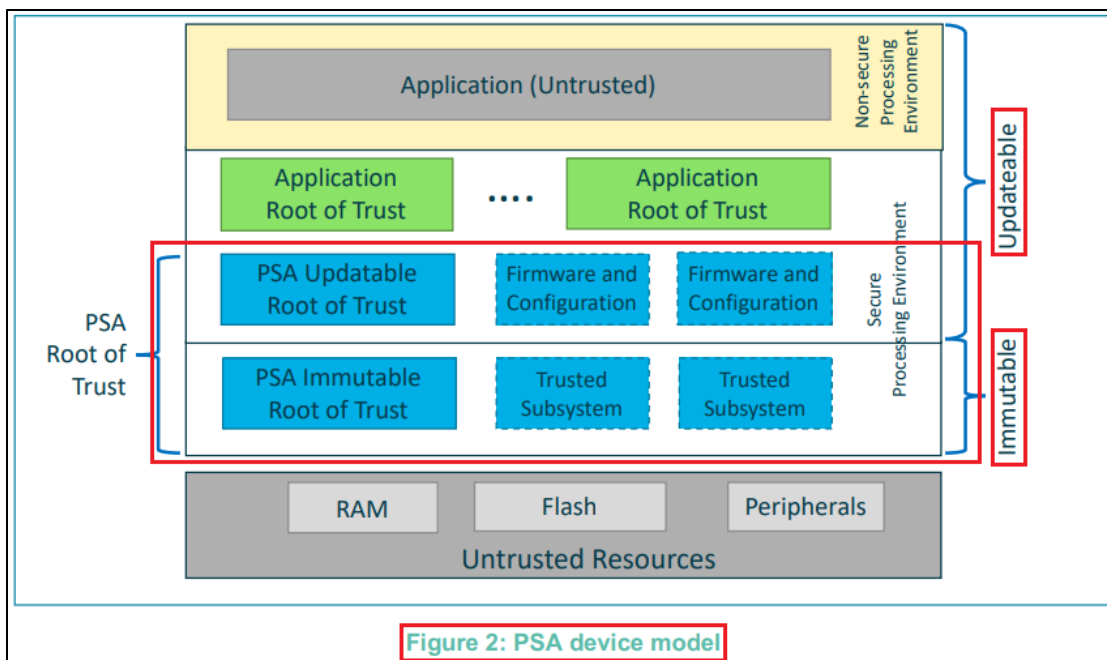 Application (Untrusted)
Non-secure
Processing
Environment
Updateable
Application
Root of Trust
....
Application
Root of Trust
PSA
Root of
Trust
PSA Updatable
Root of Trust
Firmware and
Configuration
Firmware and
Configuration
Secure
Processing Environment
PSA Immutable
Root of Trust
Trusted
Subsystem
Trusted
Subsystem
Immutable
RAM
Flash
Peripherals
Untrusted Resources
Figure 2: PSA device model